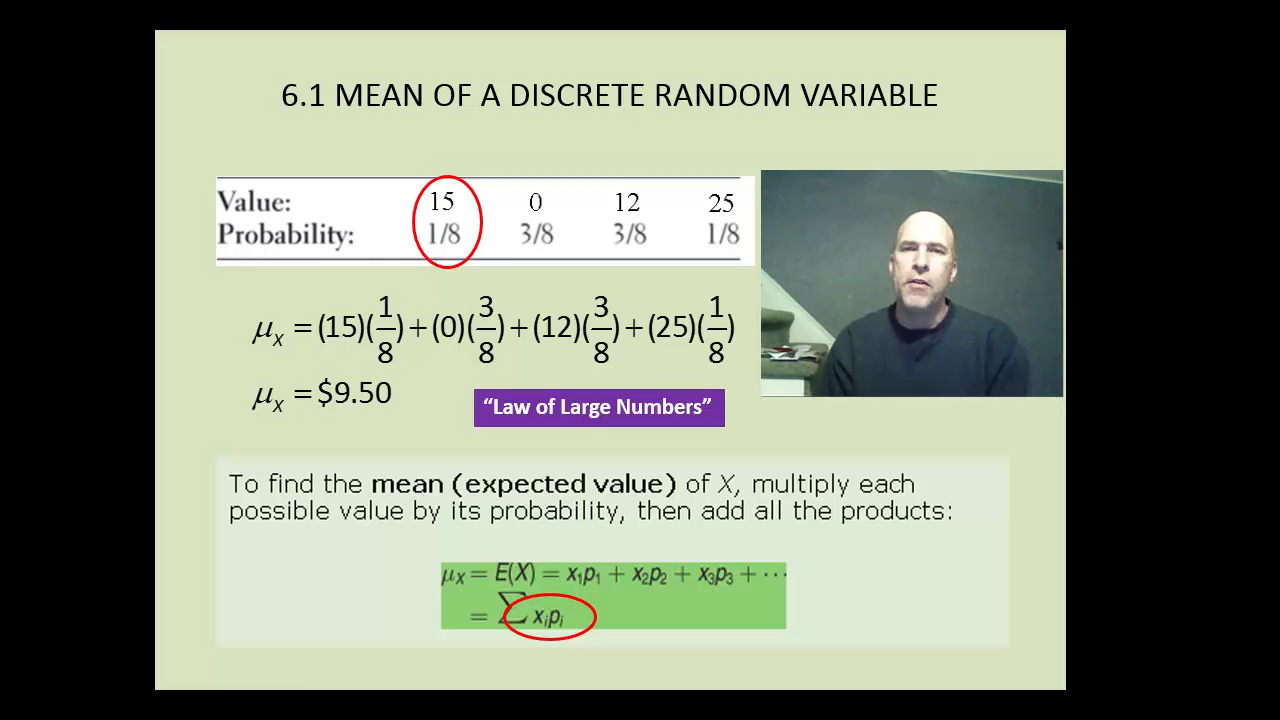 6.1 MEAN OF A DISCRETE RANDOM VARIABLE
Value: 15 0 12 25
Probability: 1/8 3/8 3/8 1/8
μₓ = (15)(1/8) + (0)(3/8) + (12)(3/8) + (25)(1/8)
μₓ = $9.50
“Law of Large Numbers”
To find the mean (expected value) of X, multiply each
possible value by its probability, then add all the products:
μX = E(X) = x₁p₁ + x₂p₂ + x₃p₃ + ⋯
= ∑ xᵢpᵢ